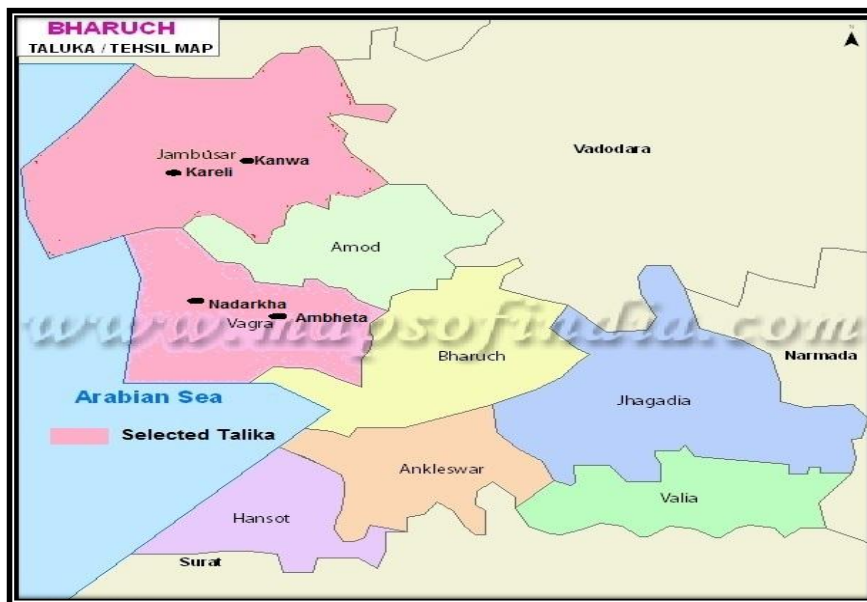 BHARUCH
TALUKA / TEHSIL MAP
N
Vadodara
Jambusar
Kanwa
Kareli
Amod
Nadarkha
Vagra
Ambheta
www.mapsofindia.com
Bharuch
Narmada
Arabian Sea
Jhagadia
Selected Talika
Ankleswar
Valia
Hansot
Surat